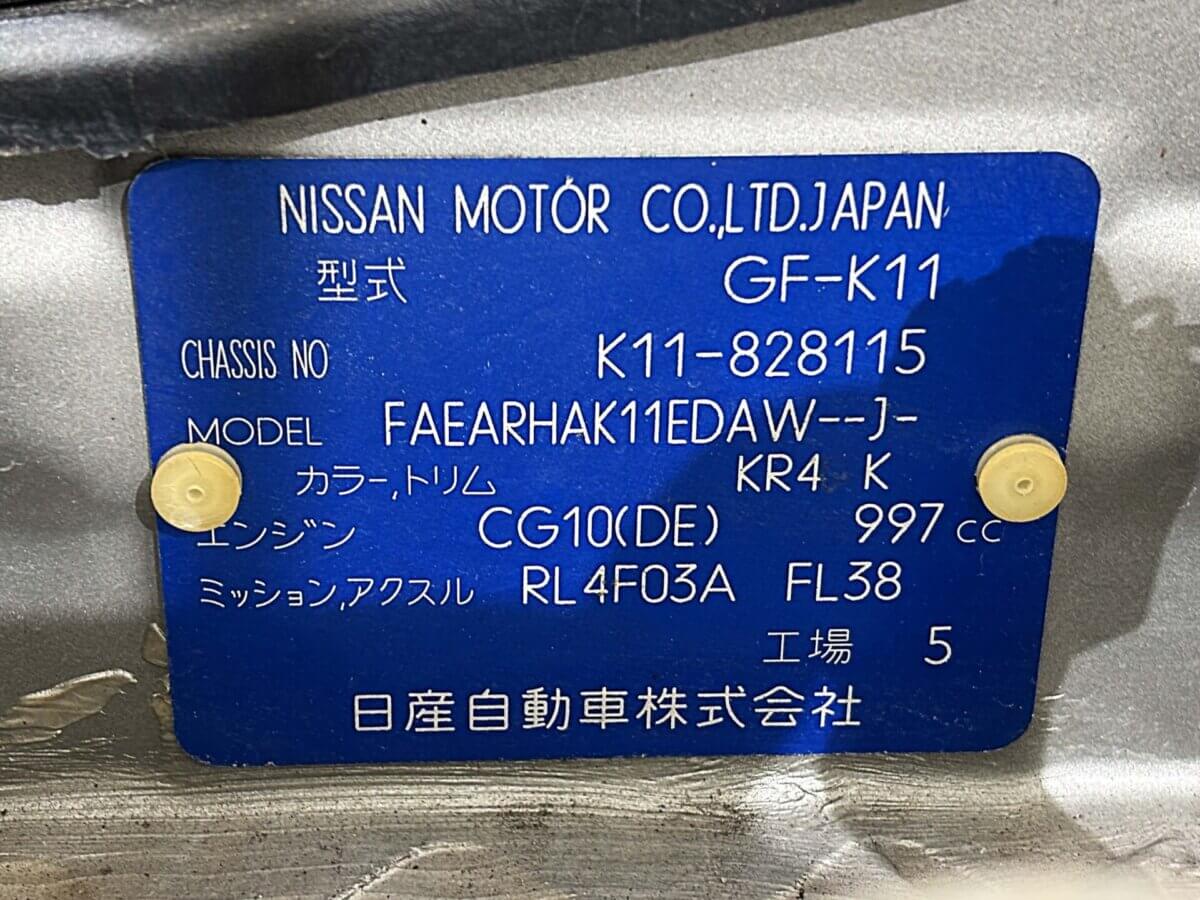 NISSAN MOTOR CO.,LTD.JAPAN
型式 GF-K11
CHASSIS NO K11-828115
MODEL FAEARHAK11EDAW--J-
カラー,トリム KR4 K
エンジン CG10(DE) 997 cc
ミッション,アクスル RL4F03A FL38
工場 5
日産自動車株式会社